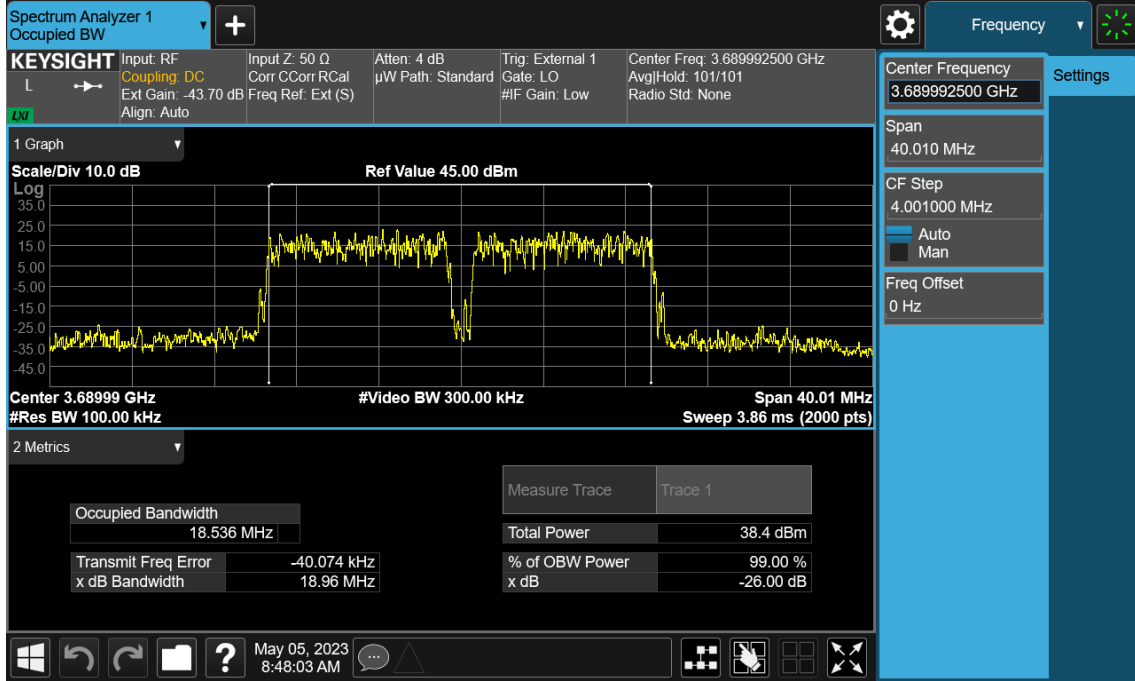 Spectrum Analyzer 1
Occupied BW
+
Frequency
KEYSIGHT
L
LXI
Input: RF
Coupling: DC
Ext Gain: -43.70 dB
Align: Auto
Input Z: 50 Ω
Corr CCorr RCal
Freq Ref: Ext (S)
Atten: 4 dB
µW Path: Standard
Trig: External 1
Gate: LO
#IF Gain: Low
Center Freq: 3.689992500 GHz
Avg|Hold: 101/101
Radio Std: None
1 Graph
Scale/Div 10.0 dB
Ref Value 45.00 dBm
Log
35.0
25.0
15.0
5.00
-5.00
-15.0
-25.0
-35.0
-45.0
Center 3.68999 GHz
#Video BW 300.00 kHz
Span 40.01 MHz
#Res BW 100.00 kHz
Sweep 3.86 ms (2000 pts)
2 Metrics
Measure Trace
Trace 1
Occupied Bandwidth
18.536 MHz
Total Power
38.4 dBm
Transmit Freq Error
-40.074 kHz
% of OBW Power
99.00 %
x dB Bandwidth
18.96 MHz
x dB
-26.00 dB
Center Frequency
3.689992500 GHz
Span
40.010 MHz
CF Step
4.001000 MHz
Auto
Man
Freq Offset
0 Hz
Settings
?
May 05, 2023
8:48:03 AM